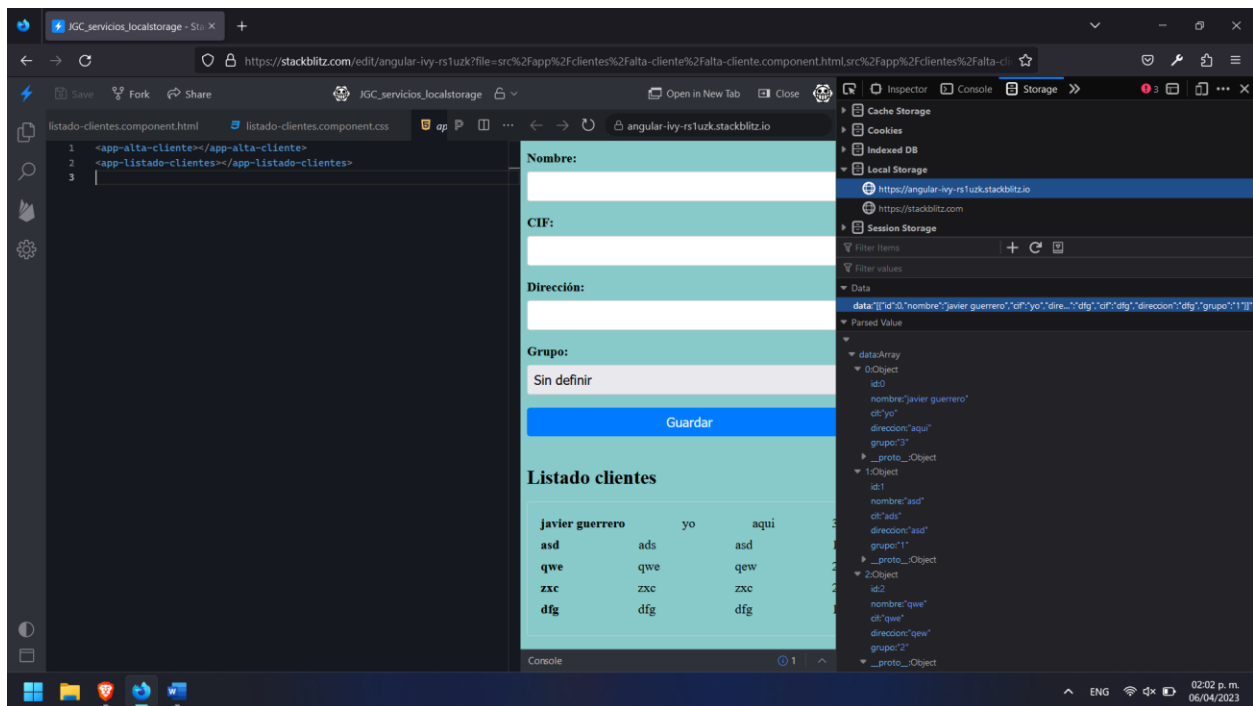 JGC_servicios_localstorage - Sta
https://stackblitz.com/edit/angular-ivy-rs1uzk?file=src%2Fapp%2Fclientes%2Falta-cliente%2Falta-cliente.component.html,src%2Fapp%2Fclientes%2Falta-cli
Save Fork Share
JGC_servicios_localstorage
Open in New Tab Close
Inspector Console Storage 3
listado-clientes.component.html listado-clientes.component.css ap
angular-ivy-rs1uzk.stackblitz.io
1 <app-alta-cliente></app-alta-cliente>
2 <app-listado-clientes></app-listado-clientes>
3
Nombre:
CIF:
Dirección:
Grupo:
Sin definir
Guardar
Listado clientes
javier guerrero yo aqui 3
asd ads asd 1
qwe qwe qew 2
zxc zxc zxc 2
dfg dfg dfg 1
Console 1
Cache Storage
Cookies
Indexed DB
Local Storage
https://angular-ivy-rs1uzk.stackblitz.io
https://stackblitz.com
Session Storage
Filter Items
Filter values
Data
data:"[{"id":0,"nombre":"javier guerrero","cif":"yo","dire...":"dfg","cif":"dfg","direccion":"dfg","grupo":"1"}]"
Parsed Value
data:Array
0:Object
id:0
nombre:"javier guerrero"
cif:"yo"
direccion:"aqui"
grupo:"3"
__proto__:Object
1:Object
id:1
nombre:"asd"
cif:"ads"
direccion:"asd"
grupo:"1"
__proto__:Object
2:Object
id:2
nombre:"qwe"
cif:"qwe"
direccion:"qew"
grupo:"2"
__proto__:Object
ENG
02:02 p. m.
06/04/2023